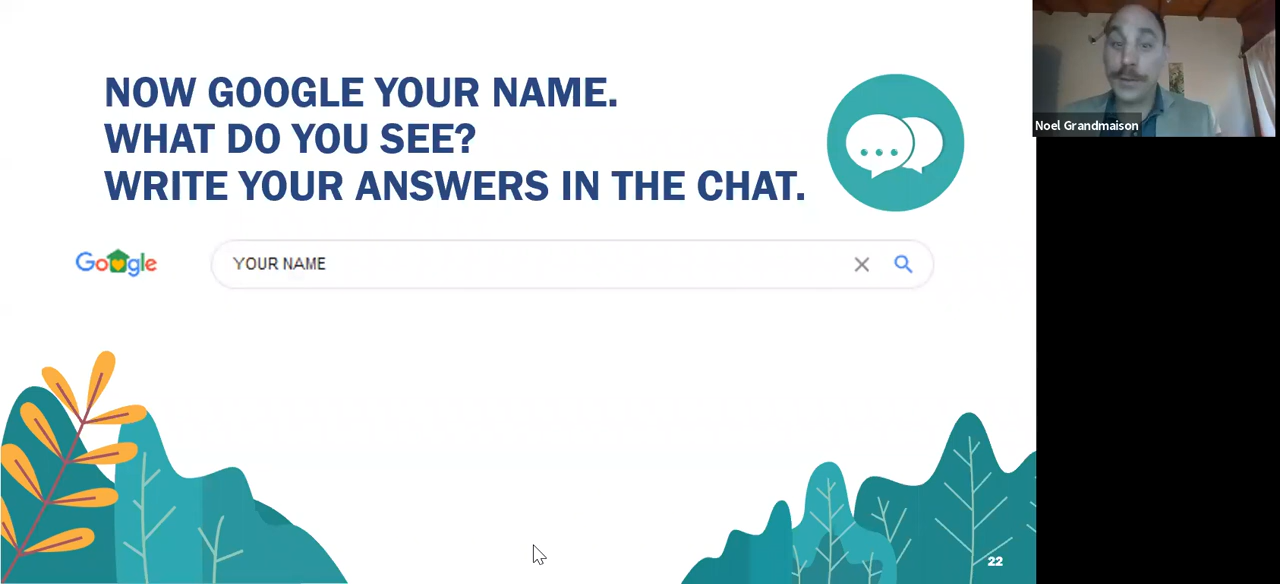 NOW GOOGLE YOUR NAME.
WHAT DO YOU SEE?
WRITE YOUR ANSWERS IN THE CHAT.
Google
YOUR NAME
Noel Grandmaison
22